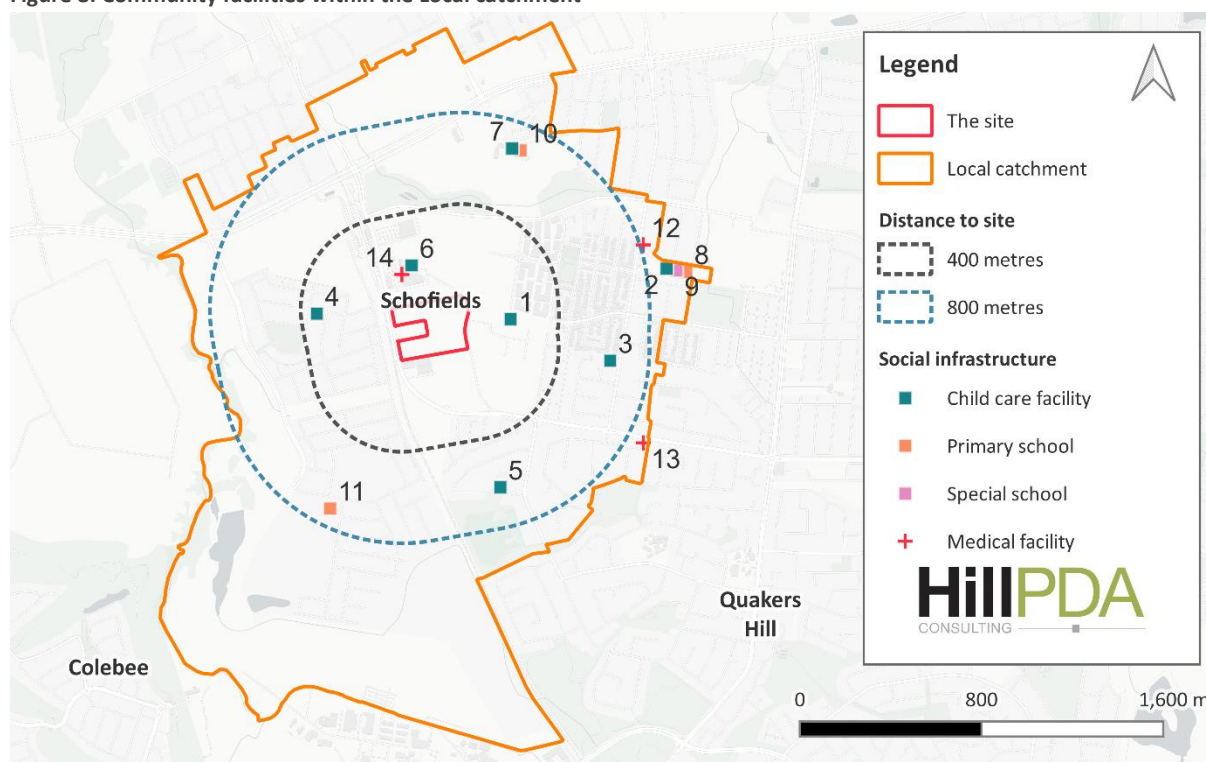 Figure 3: Community facilities within the Local catchment
Legend
The site
Local catchment
Distance to site
400 metres
800 metres
Social infrastructure
Child care facility
Primary school
Special school
Medical facility
HillPDA
CONSULTING
7
10
12
8
14
6
2
9
4
Schofields
1
3
13
5
11
Quakers
Hill
Colebee
0
800
1,600 m